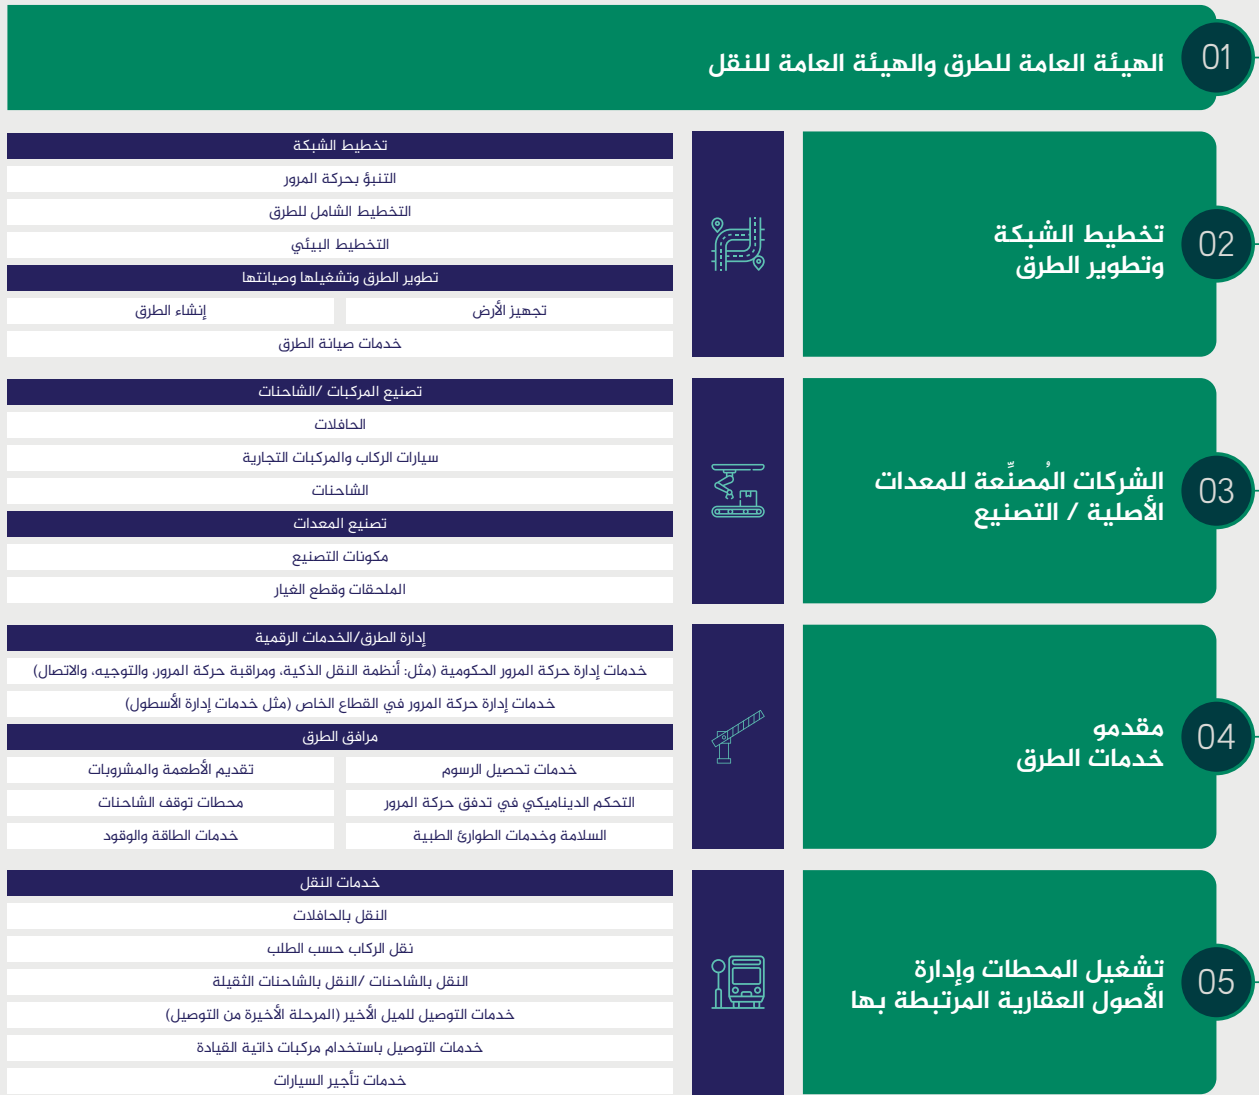 01
الهيئة العامة للطرق والهيئة العامة للنقل
02
تخطيط الشبكة
وتطوير الطرق
تخطيط الشبكة
التنبؤ بحركة المرور
التخطيط الشامل للطرق
التخطيط البيئي
تطوير الطرق وتشغيلها وصيانتها
تجهيز الأرض
إنشاء الطرق
خدمات صيانة الطرق
03
الشركات المُصنِّعة للمعدات
الأصلية / التصنيع
تصنيع المركبات /الشاحنات
الحافلات
سيارات الركاب والمركبات التجارية
الشاحنات
تصنيع المعدات
مكونات التصنيع
الملحقات وقطع الغيار
04
مقدمو
خدمات الطرق
إدارة الطرق/الخدمات الرقمية
خدمات إدارة حركة المرور الحكومية (مثل: أنظمة النقل الذكية، ومراقبة حركة المرور، والتوجيه، والاتصال)
خدمات إدارة حركة المرور في القطاع الخاص (مثل خدمات إدارة الأسطول)
مرافق الطرق
خدمات تحصيل الرسوم
تقديم الأطعمة والمشروبات
التحكم الديناميكي في تدفق حركة المرور
محطات توقف الشاحنات
السلامة وخدمات الطوارئ الطبية
خدمات الطاقة والوقود
05
تشغيل المحطات وإدارة
الأصول العقارية المرتبطة بها
خدمات النقل
النقل بالحافلات
نقل الركاب حسب الطلب
النقل بالشاحنات /النقل بالشاحنات الثقيلة
خدمات التوصيل للميل الأخير (المرحلة الأخيرة من التوصيل)
خدمات التوصيل باستخدام مركبات ذاتية القيادة
خدمات تأجير السيارات